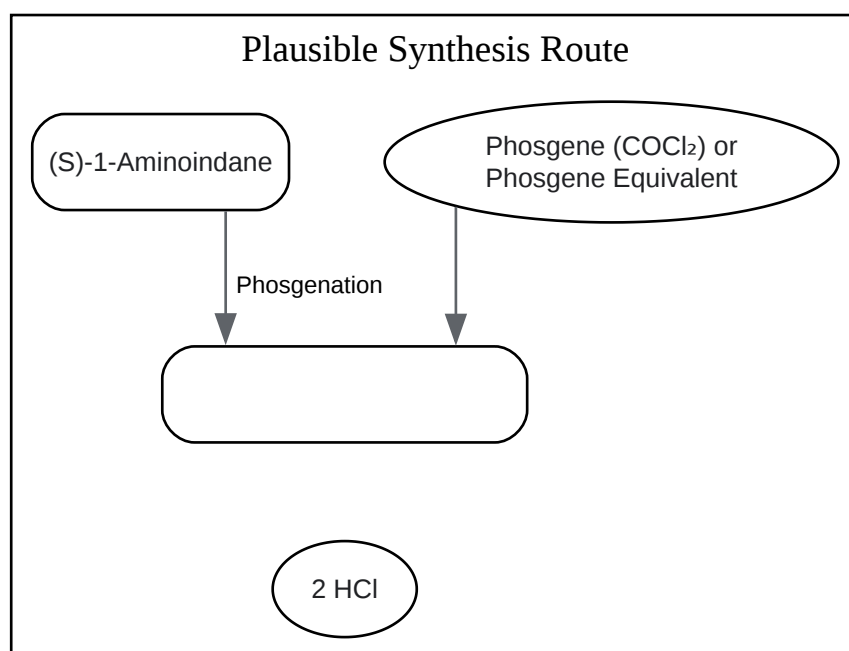 Plausible Synthesis Route
(S)-1-Aminoindane
Phosgene (COCl₂) or
Phosgene Equivalent
Phosgenation
2 HCl